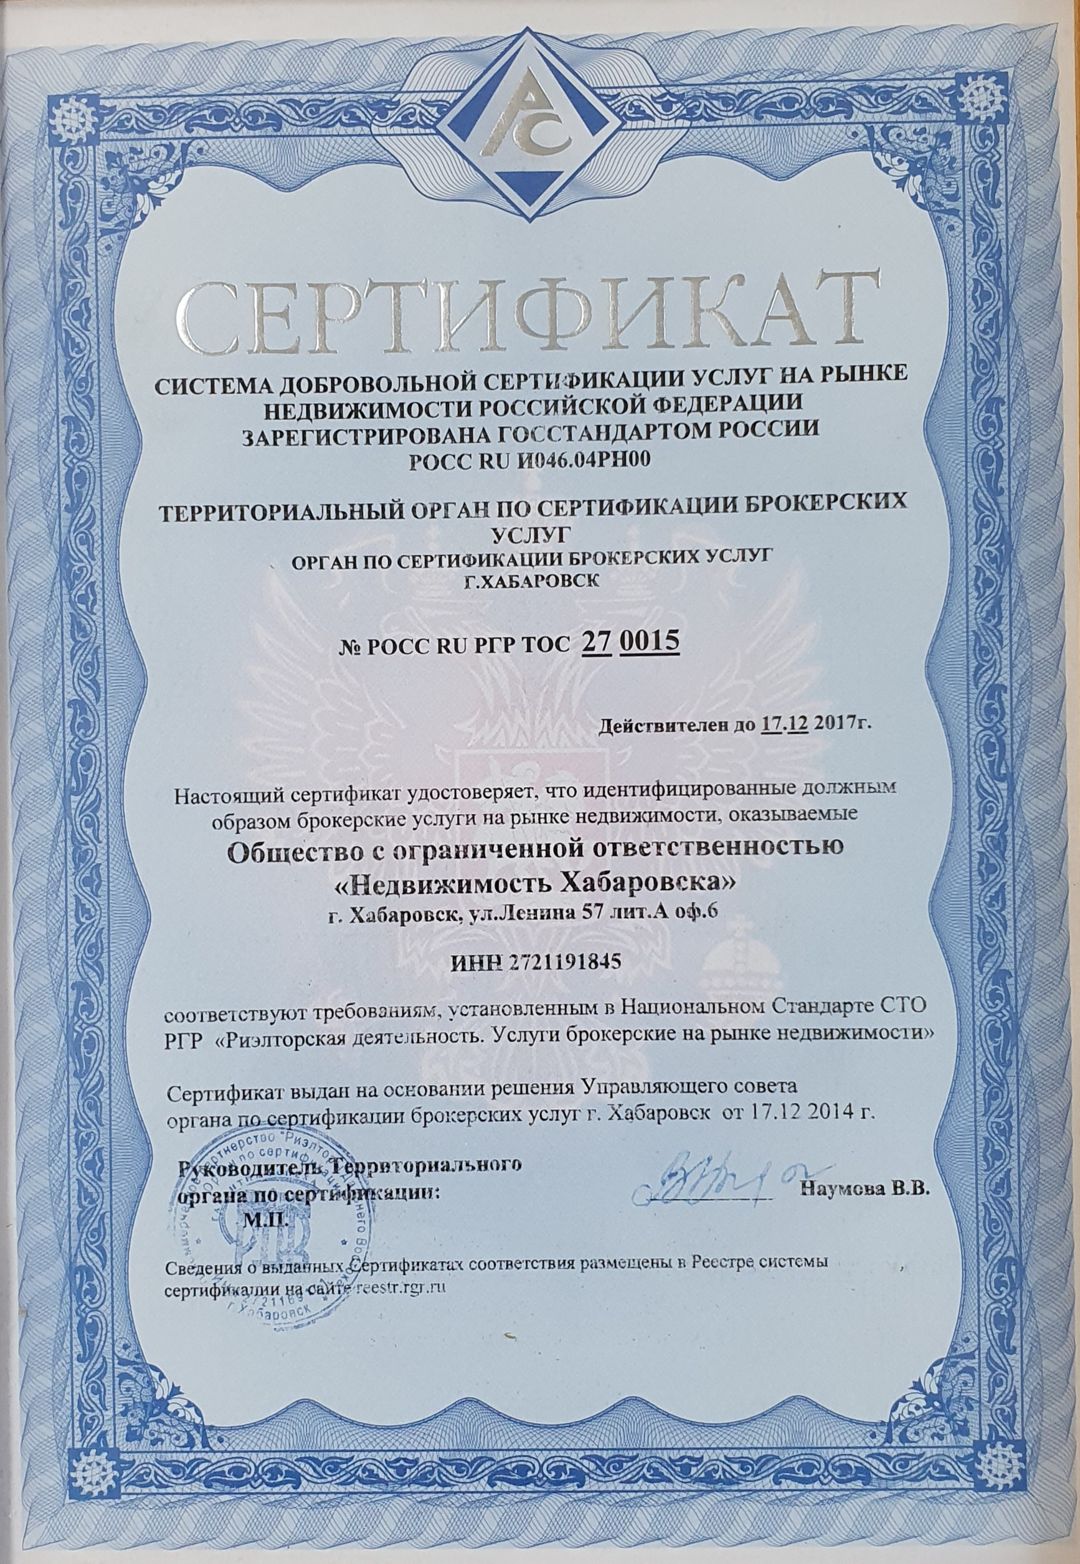 АС
СЕРТИФИКАТ
СИСТЕМА ДОБРОВОЛЬНОЙ СЕРТИФИКАЦИИ УСЛУГ НА РЫНКЕ
НЕДВИЖИМОСТИ РОССИЙСКОЙ ФЕДЕРАЦИИ
ЗАРЕГИСТРИРОВАНА ГОССТАНДАРТОМ РОССИИ
РОСС RU И046.04РН00
ТЕРРИТОРИАЛЬНЫЙ ОРГАН ПО СЕРТИФИКАЦИИ БРОКЕРСКИХ
УСЛУГ
ОРГАН ПО СЕРТИФИКАЦИИ БРОКЕРСКИХ УСЛУГ
Г.ХАБАРОВСК
№ РОСС RU РГР ТОС 27 0015
Действителен до 17.12 2017г.
Настоящий сертификат удостоверяет, что идентифицированные должным
образом брокерские услуги на рынке недвижимости, оказываемые
Общество с ограниченной ответственностью
«Недвижимость Хабаровска»
г. Хабаровск, ул.Ленина 57 лит.А оф.6
ИНН 2721191845
соответствуют требованиям, установленным в Национальном Стандарте СТО
РГР «Риэлторская деятельность. Услуги брокерские на рынке недвижимости»
Сертификат выдан на основании решения Управляющего совета
органа по сертификации брокерских услуг г. Хабаровск от 17.12 2014 г.
Руководитель Территориального
органа по сертификации:
Наумова В.В.
М.П.
Сведения о выданных Сертификатах соответствия размещены в Реестре системы
сертификации на сайте reestr.rgr.ru
г. Хабаровск